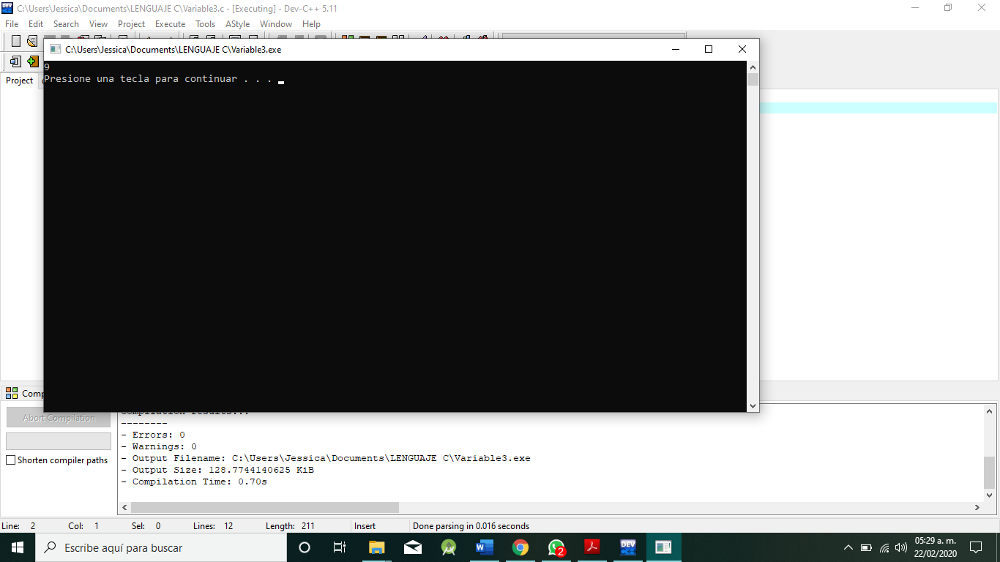 C:\Users\Jessica\Documents\LENGUAJE C\Variable3.c - [Executing] - Dev-C++ 5.11
File Edit Search View Project Execute Tools AStyle Window Help
C:\Users\Jessica\Documents\LENGUAJE C\Variable3.exe
Project
9
Presione una tecla para continuar . . .
Abort Compilation
Shorten compiler paths
Compilation results...
--------
- Errors: 0
- Warnings: 0
- Output Filename: C:\Users\Jessica\Documents\LENGUAJE C\Variable3.exe
- Output Size: 128.7744140625 KiB
- Compilation Time: 0.70s
Line: 2 Col: 1 Sel: 0 Lines: 12 Length: 211 Insert Done parsing in 0.016 seconds
Escribe aquí para buscar
2
DEV
05:29 a. m.
22/02/2020